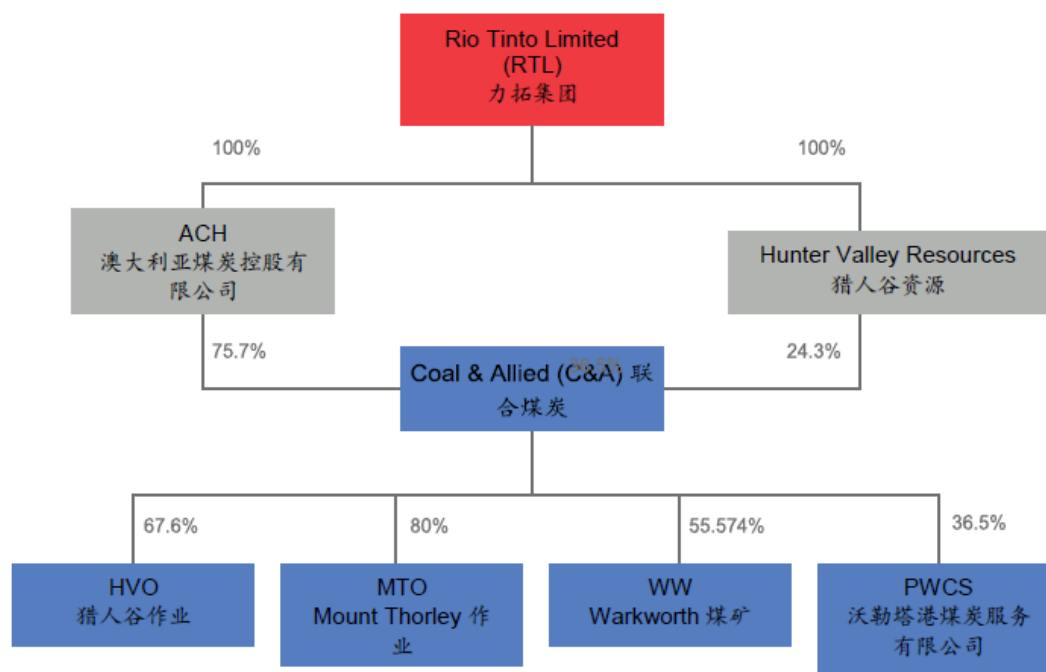 Rio Tinto Limited
(RTL)
力拓集团
100%
100%
ACH
澳大利亚煤炭控股有
限公司
Hunter Valley Resources
猎人谷资源
75.7%
24.3%
Coal & Allied (C&A) 联
合煤炭
67.6%
80%
55.574%
36.5%
HVO
猎人谷作业
MTO
Mount Thorley 作
业
WW
Warkworth 煤矿
PWCS
沃勒塔港煤炭服务
有限公司